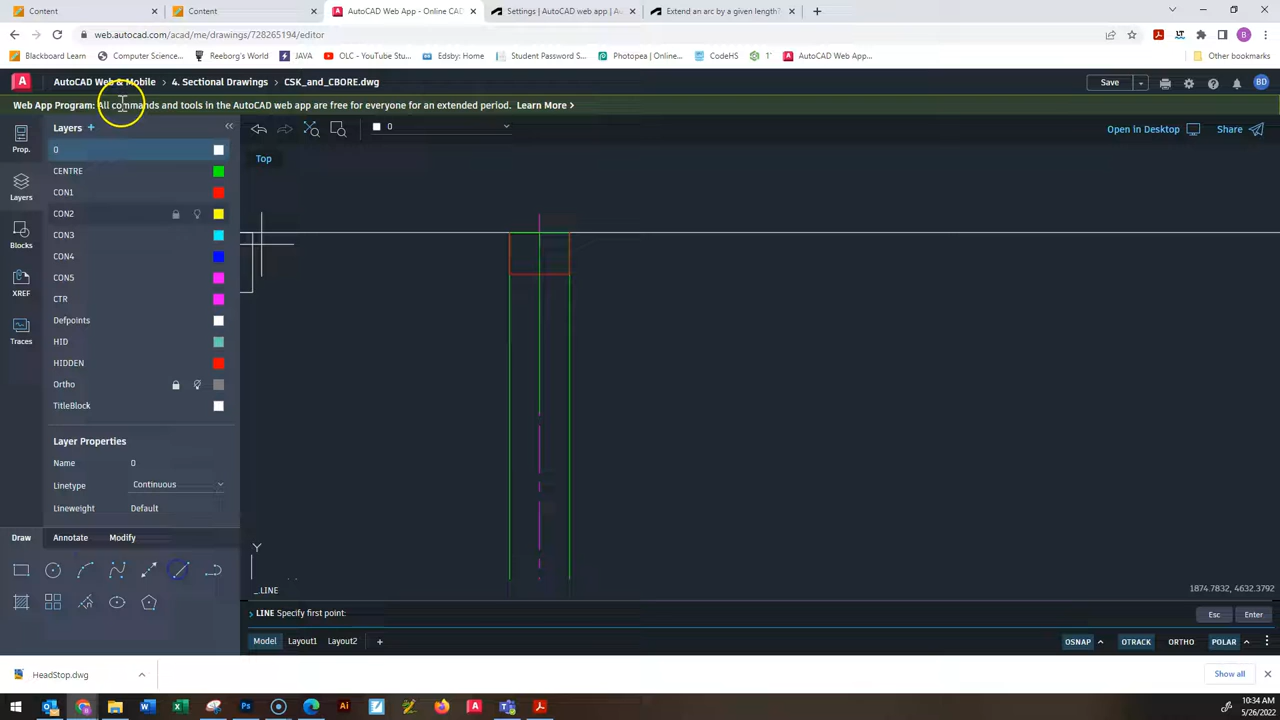 Content
Content
AutoCAD Web App - Online CAD
Settings | AutoCAD web app | Au
Extend an arc by a given length?
web.autocad.com/acad/me/drawings/728265194/editor
B
Blackboard Learn
Computer Science...
Reeborg's World
JAVA
OLC - YouTube Stu...
Edsby: Home
Student Password S...
Photopea | Online...
CodeHS
AutoCAD Web App...
Other bookmarks
A
AutoCAD Web & Mobile > 4. Sectional Drawings > CSK_and_CBORE.dwg
Save
BD
Web App Program: All commands and tools in the AutoCAD web app are free for everyone for an extended period. Learn More >
Prop.
Layers +
«
0
Open in Desktop
Share
0
Top
CENTRE
Layers
CON1
CON2
Blocks
CON3
CON4
XREF
CON5
CTR
Traces
Defpoints
HID
HIDDEN
Ortho
TitleBlock
Layer Properties
Name 0
Linetype Continuous
Lineweight Default
Draw Annotate Modify
Y
_.LINE
1874.7832, 4632.3792
LINE Specify first point:
Esc
Enter
Model Layout1 Layout2 +
OSNAP
OTRACK
ORTHO
POLAR
HeadStop.dwg
Show all
10:34 AM
5/26/2022